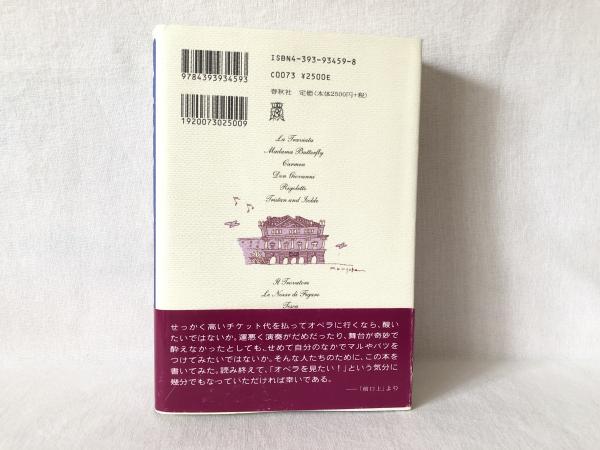 ISBN4-393-93459-8
C0073 ¥2500E
春秋社 定価(本体2500円+税)
9784393934593
1920073025009
La Traviata
Madama Butterfly
Carmen
Don Giovanni
Rigoletto
Tristan und Isolde
Il Trovatore
Le Nozze di Figaro
Tosca
せっかく高いチケット代を払ってオペラに行くなら、酔い
たいではないか。運悪く演奏がだめだったり、舞台が奇妙で
酔えなかったとしても、せめて自分のなかでマルやバツを
つけてみたいではないか。そんな人たちのために、この本を
書いてみた。読み終えて、「オペラを見たい！」という気分に
幾分でもなっていただければ幸いである。
──「前口上」より